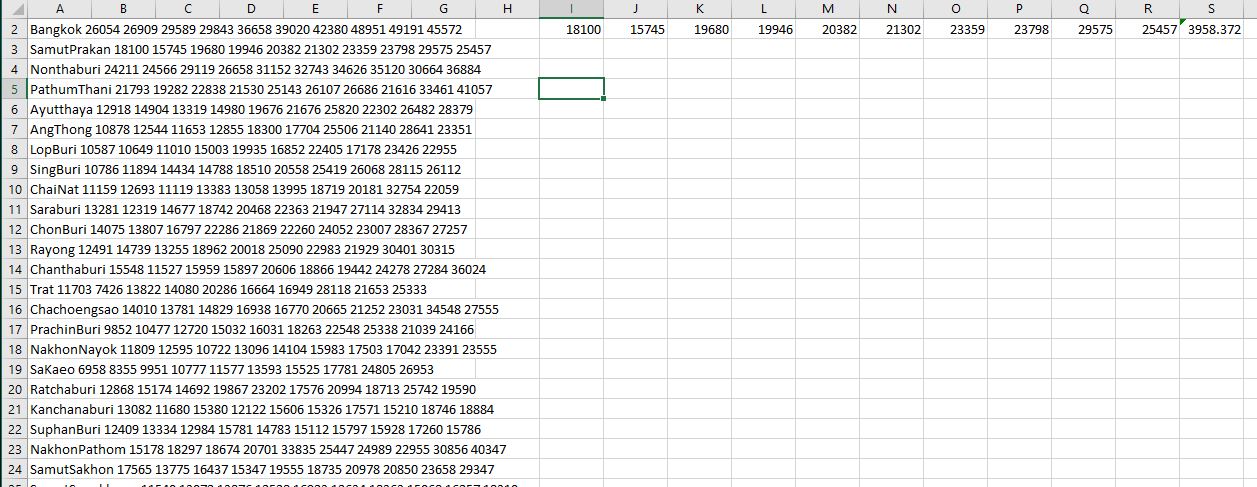 A B C D E F G H I J K L M N O P Q R S
2 Bangkok 26054 26909 29589 29843 36658 39020 42380 48951 49191 45572 18100 15745 19680 19946 20382 21302 23359 23798 29575 25457 3958.372
3 SamutPrakan 18100 15745 19680 19946 20382 21302 23359 23798 29575 25457
4 Nonthaburi 24211 24566 29119 26658 31152 32743 34626 35120 30664 36884
5 PathumThani 21793 19282 22838 21530 25143 26107 26686 21616 33461 41057
6 Ayutthaya 12918 14904 13319 14980 19676 21676 25820 22302 26482 28379
7 AngThong 10878 12544 11653 12855 18300 17704 25506 21140 28641 23351
8 LopBuri 10587 10649 11010 15003 19935 16852 22405 17178 23426 22955
9 SingBuri 10786 11894 14434 14788 18510 20558 25419 26068 28115 26112
10 ChaiNat 11159 12693 11119 13383 13058 13995 18719 20181 32754 22059
11 Saraburi 13281 12319 14677 18742 20468 22363 21947 27114 32834 29413
12 ChonBuri 14075 13807 16797 22286 21869 22260 24052 23007 28367 27257
13 Rayong 12491 14739 13255 18962 20018 25090 22983 21929 30401 30315
14 Chanthaburi 15548 11527 15959 15897 20606 18866 19442 24278 27284 36024
15 Trat 11703 7426 13822 14080 20286 16664 16949 28118 21653 25333
16 Chachoengsao 14010 13781 14829 16938 16770 20665 21252 23031 34548 27555
17 PrachinBuri 9852 10477 12720 15032 16031 18263 22548 25338 21039 24166
18 NakhonNayok 11809 12595 10722 13096 14104 15983 17503 17042 23391 23555
19 SaKaeo 6958 8355 9951 10777 11577 13593 15525 17781 24805 26953
20 Ratchaburi 12868 15174 14692 19867 23202 17576 20994 18713 25742 19590
21 Kanchanaburi 13082 11680 15380 12122 15606 15326 17571 15210 18746 18884
22 SuphanBuri 12409 13334 12984 15781 14783 15112 15797 15928 17260 15786
23 NakhonPathom 15178 18297 18674 20701 33835 25447 24989 22955 30856 40347
24 SamutSakhon 17565 13775 16437 15347 19555 18735 20978 20850 23658 29347